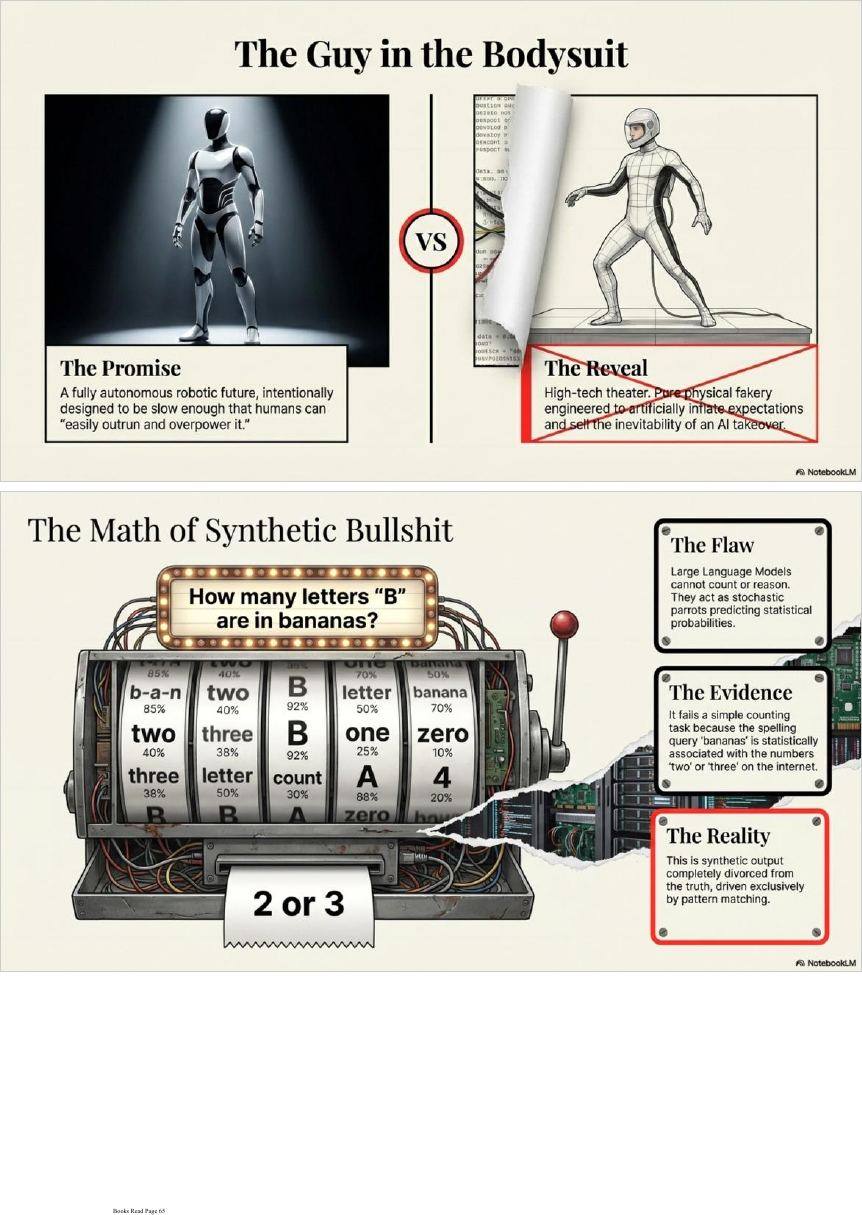 The Guy in the Bodysuit
VS
The Promise
A fully autonomous robotic future, intentionally
designed to be slow enough that humans can
“easily outrun and overpower it.”
The Reveal
High-tech theater. Pure physical fakery
engineered to artificially inflate expectations
and sell the inevitability of an AI takeover.
NotebookLM
The Math of Synthetic Bullshit
How many letters “B”
are in bananas?
85% 40% 70% 50%
b-a-n two B letter banana
85% 40% 92% 50% 70%
two three B one zero
40% 38% 92% 25% 10%
three letter count A 4
38% 50% 30% 88% 20%
B B A zero
2 or 3
The Flaw
Large Language Models
cannot count or reason.
They act as stochastic
parrots predicting statistical
probabilities.
The Evidence
It fails a simple counting
task because the spelling
query ‘bananas’ is statistically
associated with the numbers
‘two’ or ‘three’ on the internet.
The Reality
This is synthetic output
completely divorced from
the truth, driven exclusively
by pattern matching.
NotebookLM
Books Read Page 65